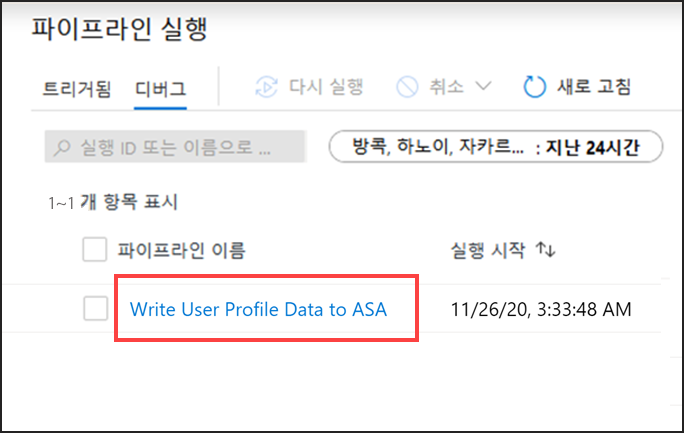 파이프라인 실행
트리거됨 디버그 다시 실행 취소 새로 고침
실행 ID 또는 이름으로 ... 방콕, 하노이, 자카르... : 지난 24시간
1~1 개 항목 표시
파이프라인 이름 실행 시작
Write User Profile Data to ASA 11/26/20, 3:33:48 AM